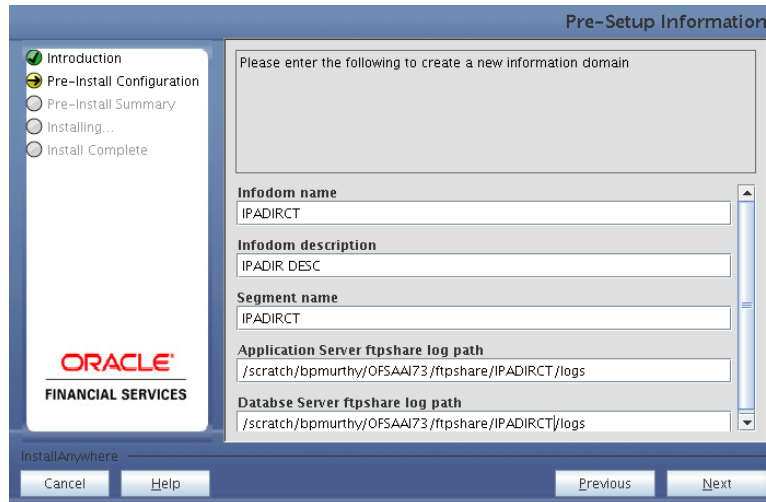 Pre-Setup Information
Introduction
Pre-Install Configuration
Pre-Install Summary
Installing...
Install Complete
ORACLE'
FINANCIAL SERVICES
Please enter the following to create a new information domain
Infodom name
IPADIRCT
Infodom description
IPADIR DESC
Segment name
IPADIRCT
Application Server ftpshare log path
/scratch/bpmurthy/OFSAAI73/ftpshare/IPADIRCT/logs
Databse Server ftpshare log path
/scratch/bpmurthy/OFSAAI73/ftpshare/IPADIRCT/logs
InstallAnywhere
Cancel
Help
Previous
Next